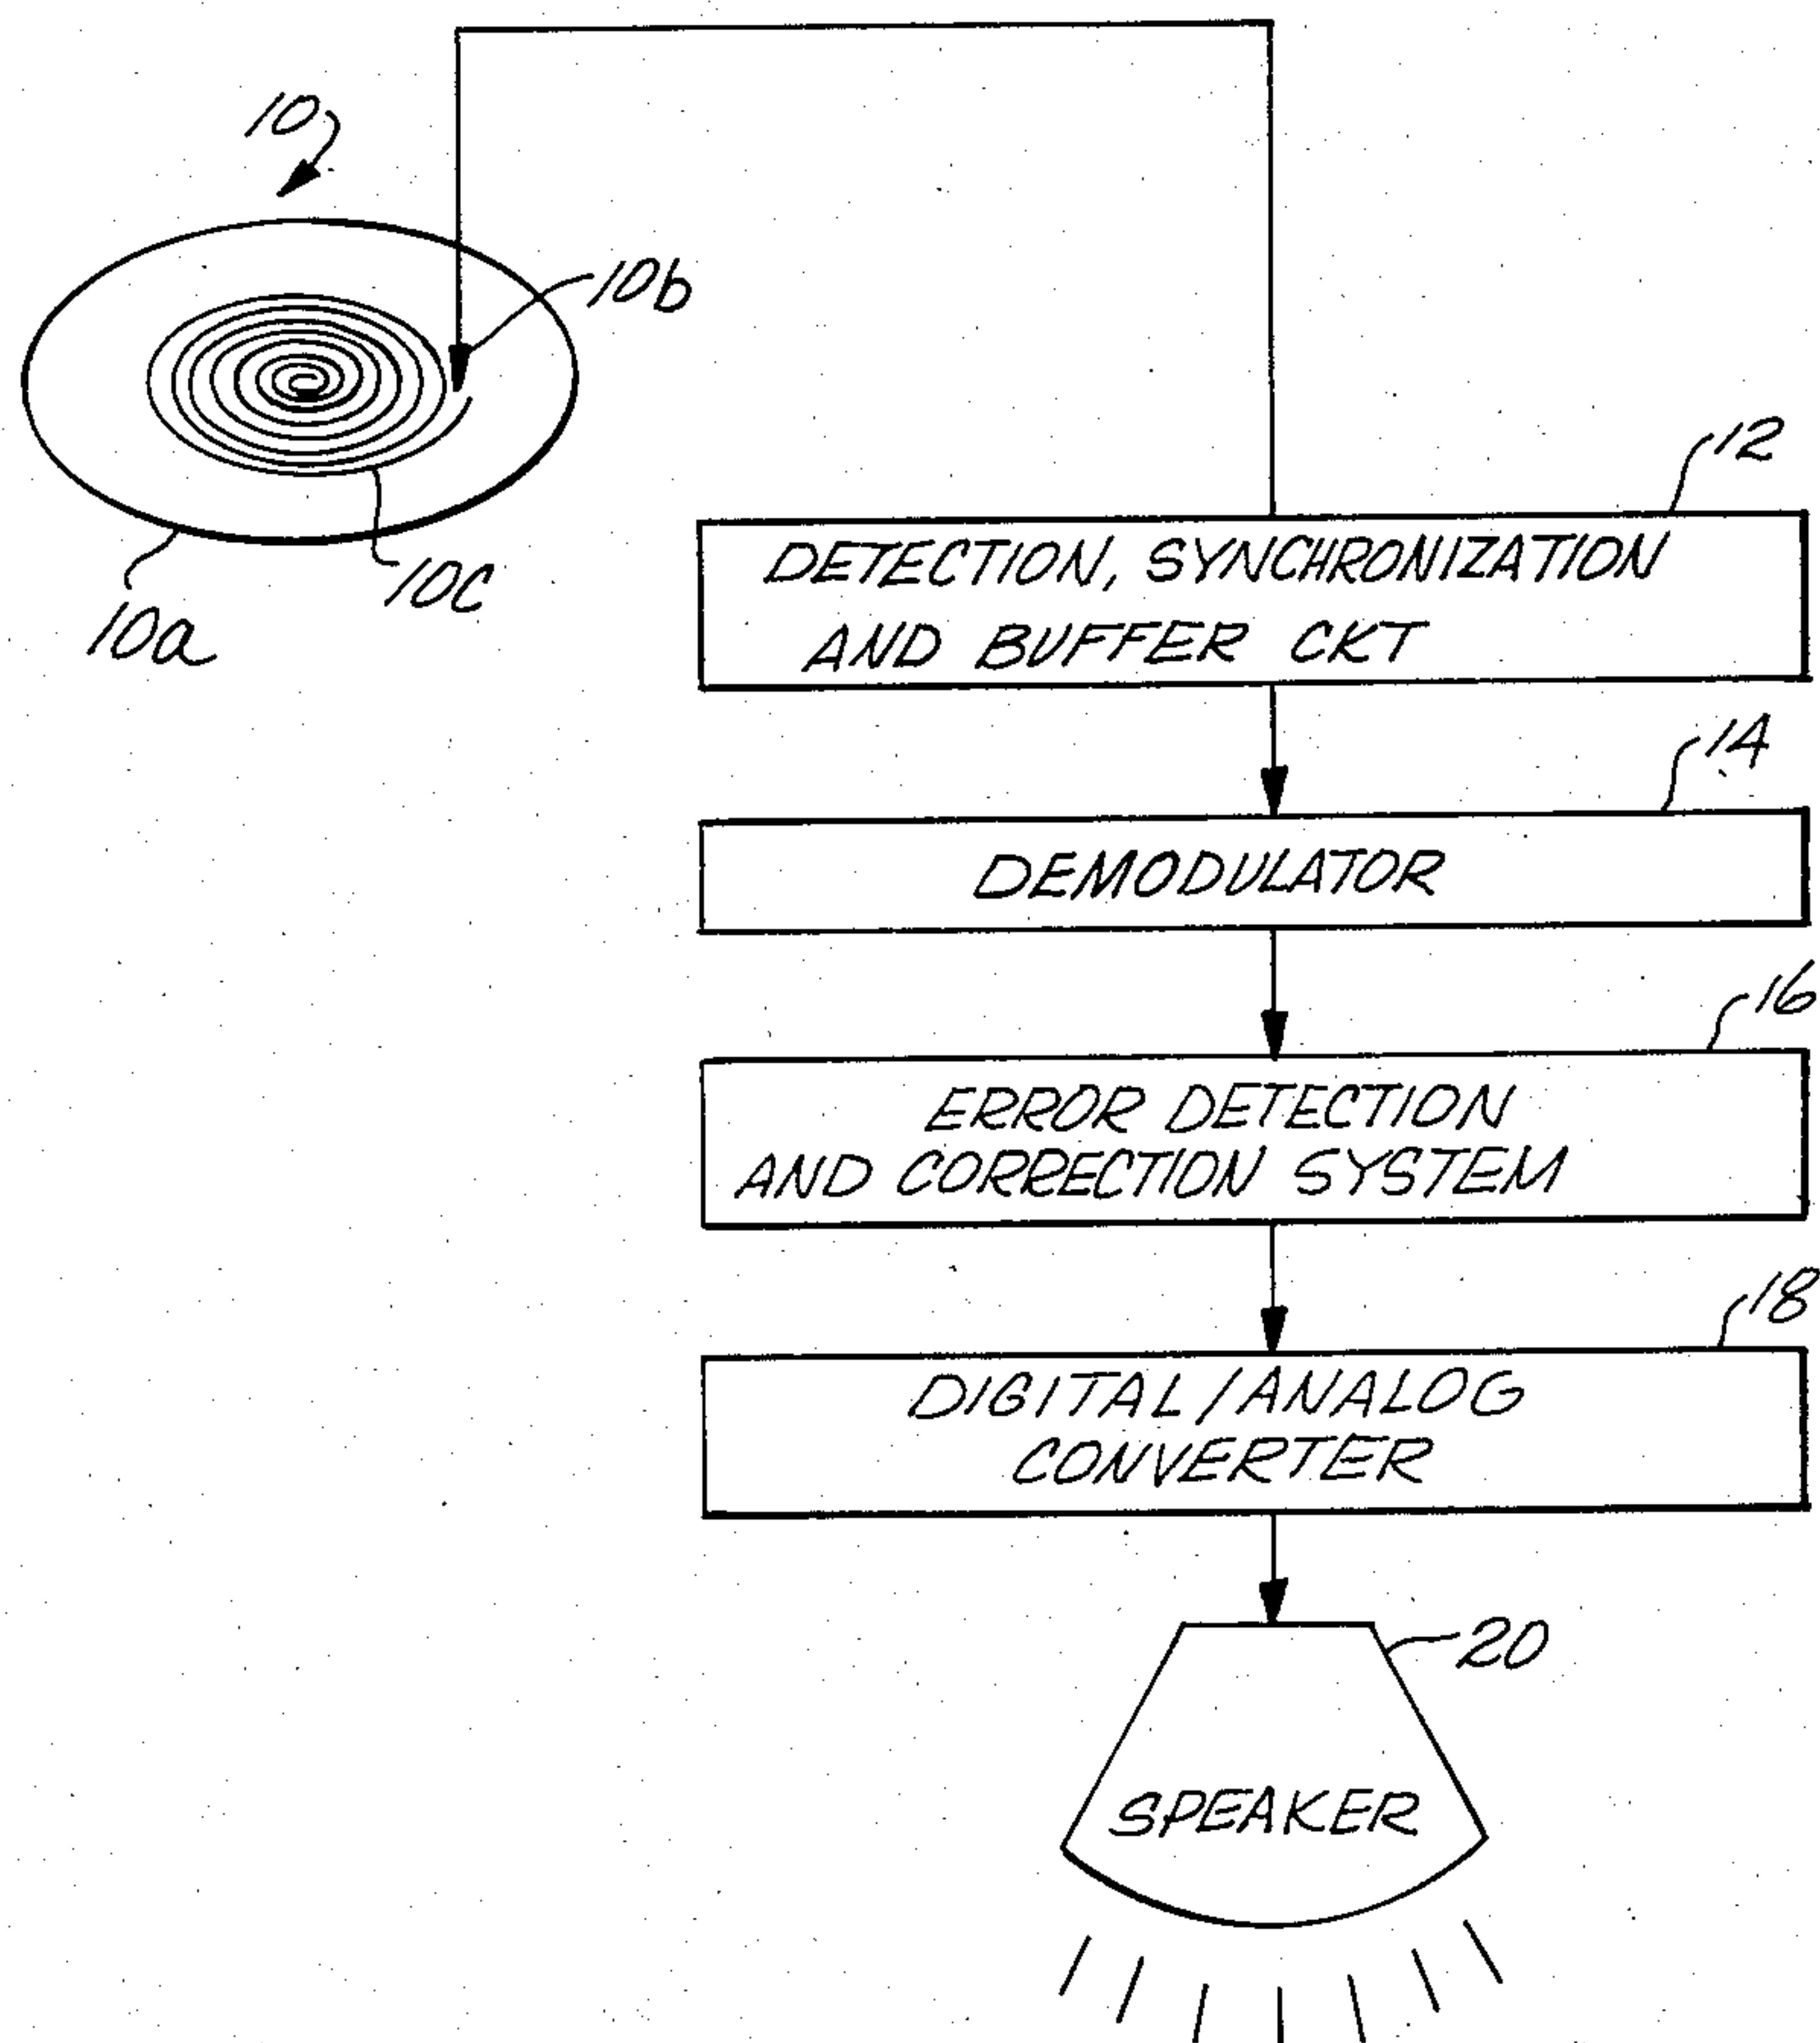 10
10b
10c
10a
12
DETECTION, SYNCHRONIZATION
AND BUFFER CKT
14
DEMODULATOR
16
ERROR DETECTION
AND CORRECTION SYSTEM
18
DIGITAL/ANALOG
CONVERTER
20
SPEAKER